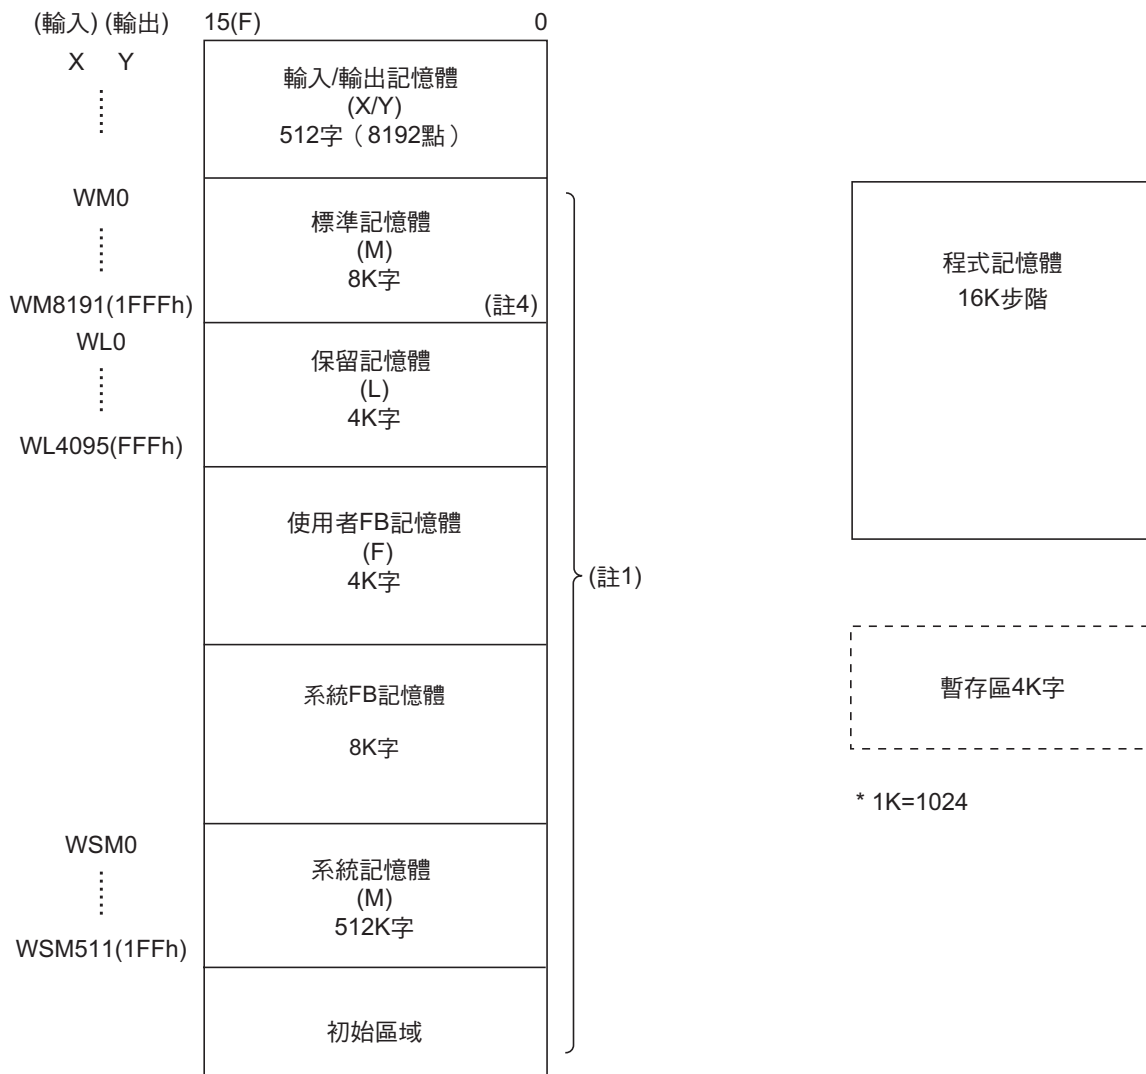 (輸入) (輸出) 15(F) 0
X Y
輸入/輸出記憶體
(X/Y)
512字（8192點）
WM0
標準記憶體
(M)
8K字
WM8191(1FFFh)
(註4)
WL0
保留記憶體
(L)
4K字
WL4095(FFFh)
使用者FB記憶體
(F)
4K字
(註1)
系統FB記憶體
8K字
WSM0
系統記憶體
(M)
512K字
WSM511(1FFh)
初始區域
程式記憶體
16K步階
暫存區4K字
* 1K=1024